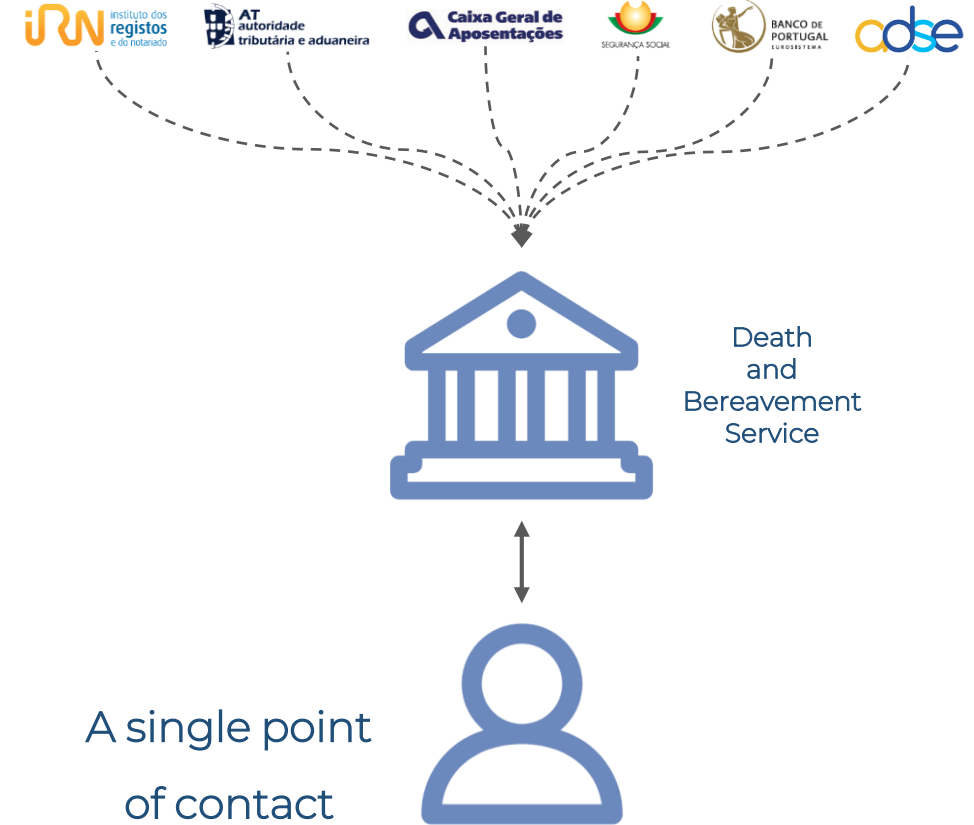 iRN instituto dos
registos
e do notariado
AT
autoridade
tributária e aduaneira
Caixa Geral de
Aposentações
SEGURANÇA SOCIAL
BANCO DE
PORTUGAL
EUROSISTEMA
adse
Death
and
Bereavement
Service
A single point
of contact